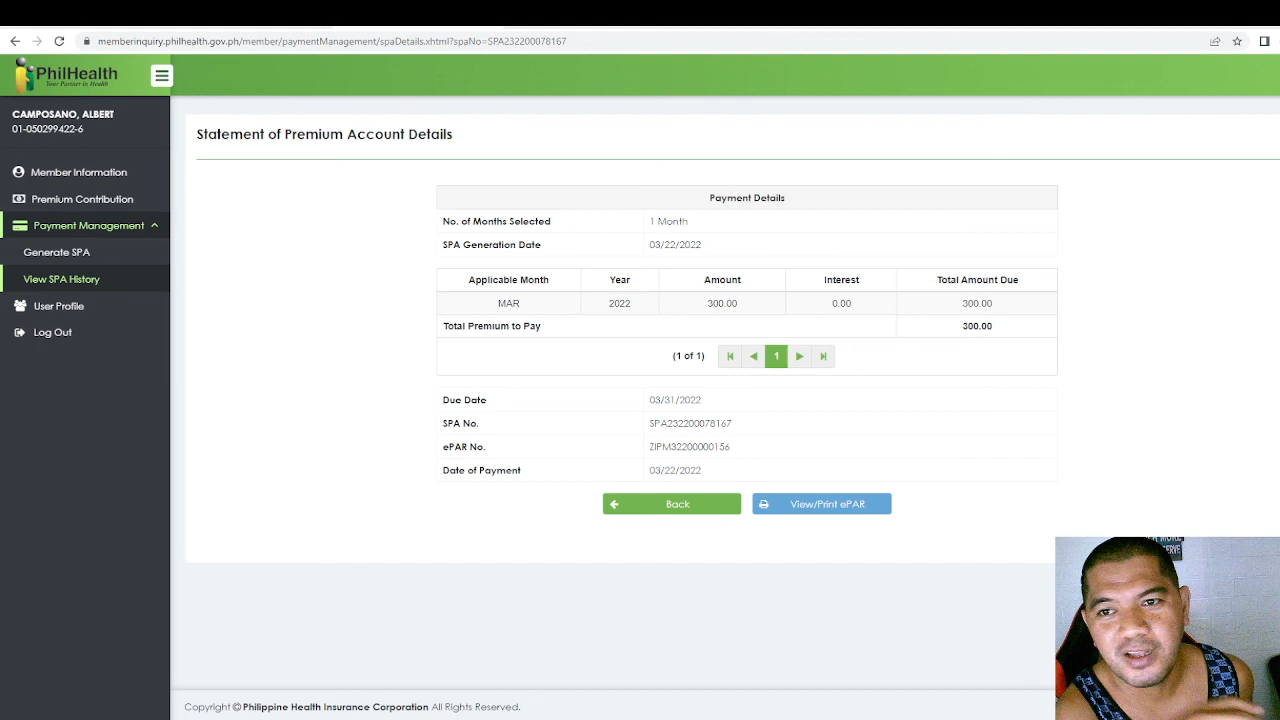 memberinquiry.philhealth.gov.ph/member/paymentManagement/spaDetails.xhtml?spaNo=SPA232200078167
PhilHealth
Your Partner in Health
CAMPOSANO, ALBERT
01-050299422-6
Member Information
Premium Contribution
Payment Management
Generate SPA
View SPA History
User Profile
Log Out
Statement of Premium Account Details
Payment Details
No. of Months Selected 1 Month
SPA Generation Date 03/22/2022
Applicable Month Year Amount Interest Total Amount Due
MAR 2022 300.00 0.00 300.00
Total Premium to Pay 300.00
(1 of 1) 1
Due Date 03/31/2022
SPA No. SPA232200078167
ePAR No. ZIPM32200000156
Date of Payment 03/22/2022
Back View/Print ePAR
Copyright © Philippine Health Insurance Corporation All Rights Reserved.